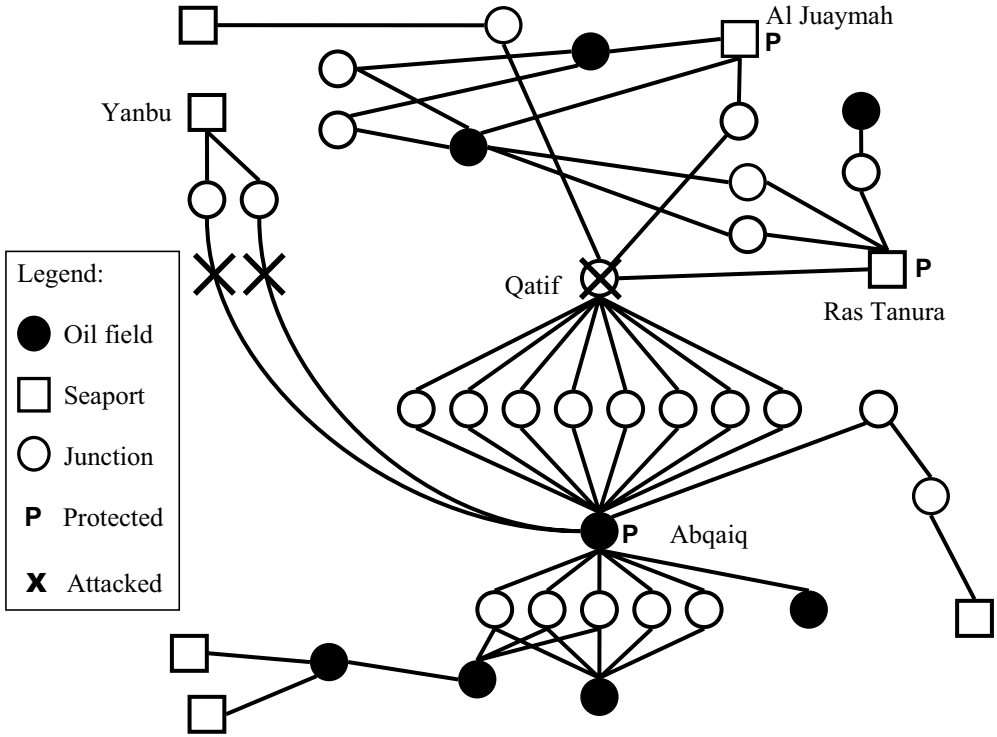 Al Juaymah
P
Yanbu
Qatif
P
Ras Tanura
Legend:
Oil field
Seaport
Junction
P Protected
X Attacked
P Abqaiq